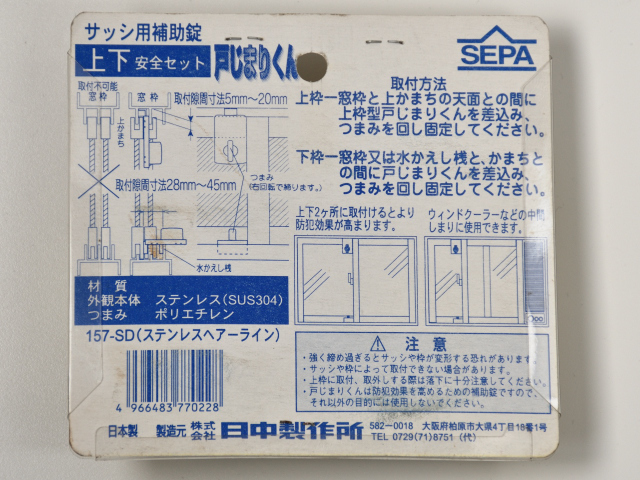 サッシ用補助錠
上下 安全セット 戸じまりくん
SEPA
取付不可能
窓枠
窓枠
取付隙間寸法5mm〜20mm
上かまち
つまみ
(右回転で締ります。)
取付隙間寸法28mm〜45mm
水かえし桟
取付方法
上枠ー窓枠と上かまちの天面との間に
上枠型戸じまりくんを差込み、
つまみを回し固定してください。
下枠ー窓枠又は水かえし桟と、かまちと
の間に戸じまりくんを差込み、
つまみを回し固定してください。
上下2ヶ所に取付けるとより
防犯効果が高まります。
ウィンドクーラーなどの中間
しまりに使用できます。
材質
外観本体 ステンレス(SUS304)
つまみ ポリエチレン
157-SD(ステンレスヘアーライン)
4 966483 770228
注意
・強く締め過ぎるとサッシや枠が変形する恐れがあります。
・サッシや枠によって取付できない場合があります。
・上枠に取付、取外しする際は落下に十分注意してください。
・戸じまりくんは防犯効果を高めるための補助錠ですので、
それ以外の目的には使用しないでください。
日本製 製造元 株式会社 日中製作所
582-0018 大阪府柏原市大県4丁目18番1号
TEL 0729(71)8751(代)